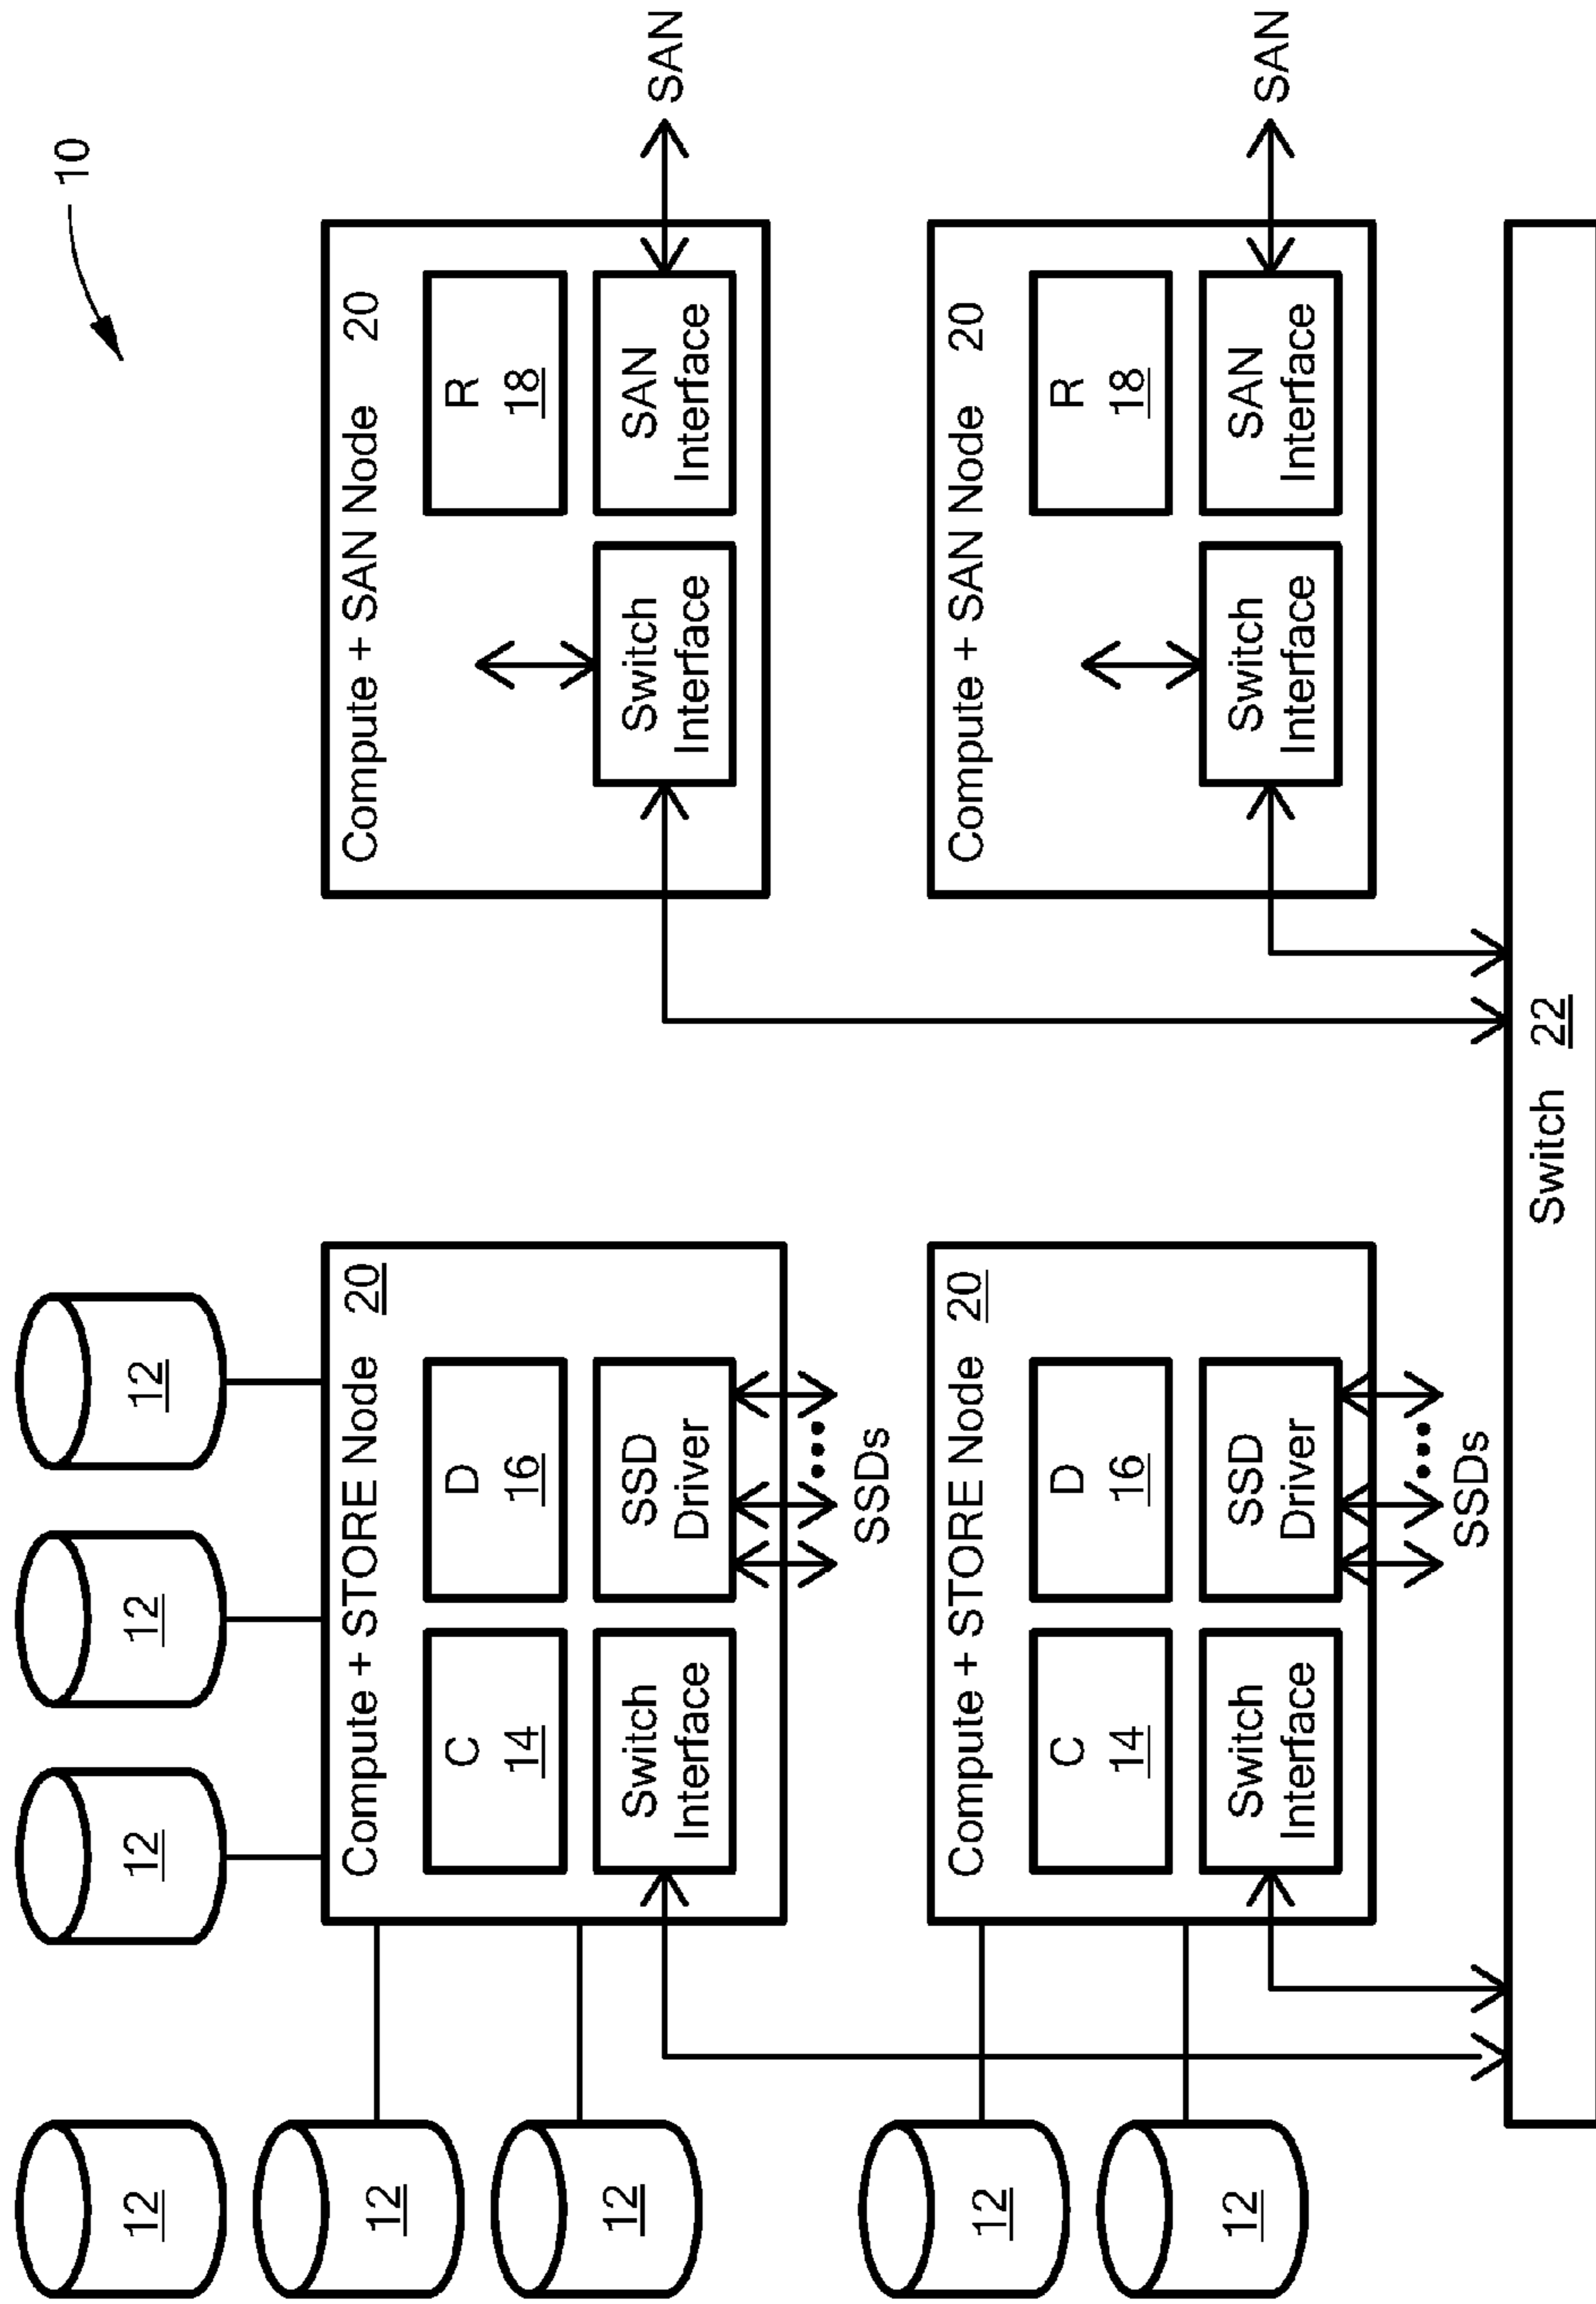 10
12
12
12
12
Compute + STORE Node 20
Compute + SAN Node 20
12
C
14
D
16
R
18
12
Switch
Interface
SSD
Driver
Switch
Interface
SAN
Interface
SAN
SSDs
Compute + STORE Node 20
Compute + SAN Node 20
12
C
14
D
16
R
18
12
Switch
Interface
SSD
Driver
Switch
Interface
SAN
Interface
SAN
SSDs
Switch 22